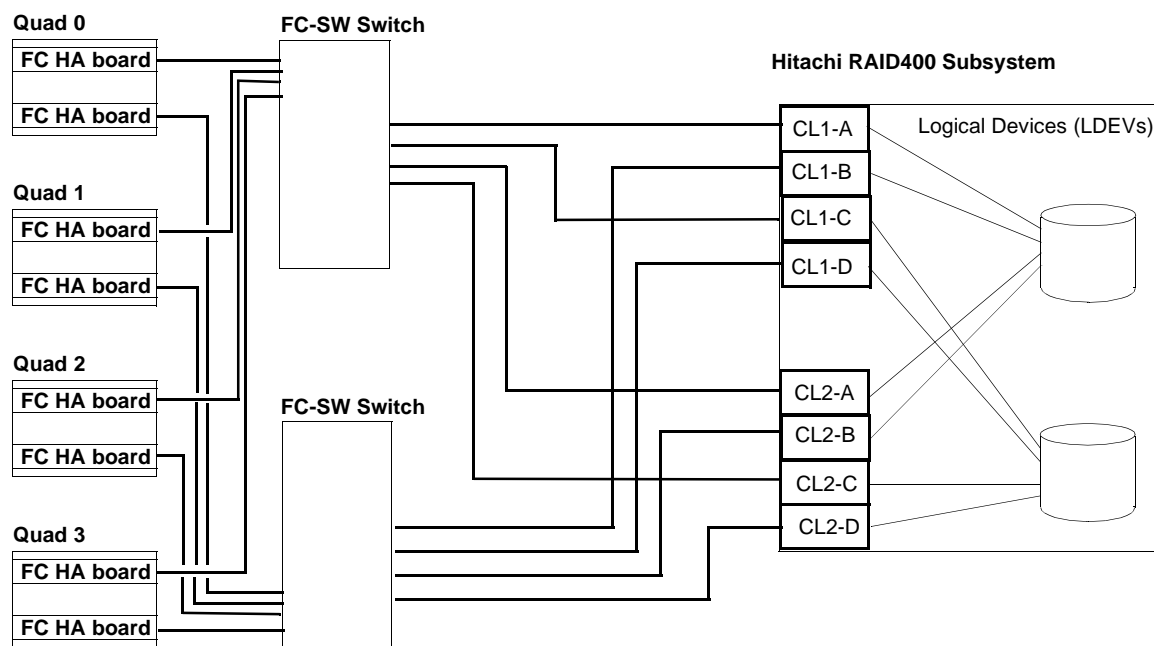 Quad 0
FC HA board
FC HA board
Quad 1
FC HA board
FC HA board
Quad 2
FC HA board
FC HA board
Quad 3
FC HA board
FC HA board
FC-SW Switch
FC-SW Switch
Hitachi RAID400 Subsystem
CL1-A
CL1-B
CL1-C
CL1-D
CL2-A
CL2-B
CL2-C
CL2-D
Logical Devices (LDEVs)